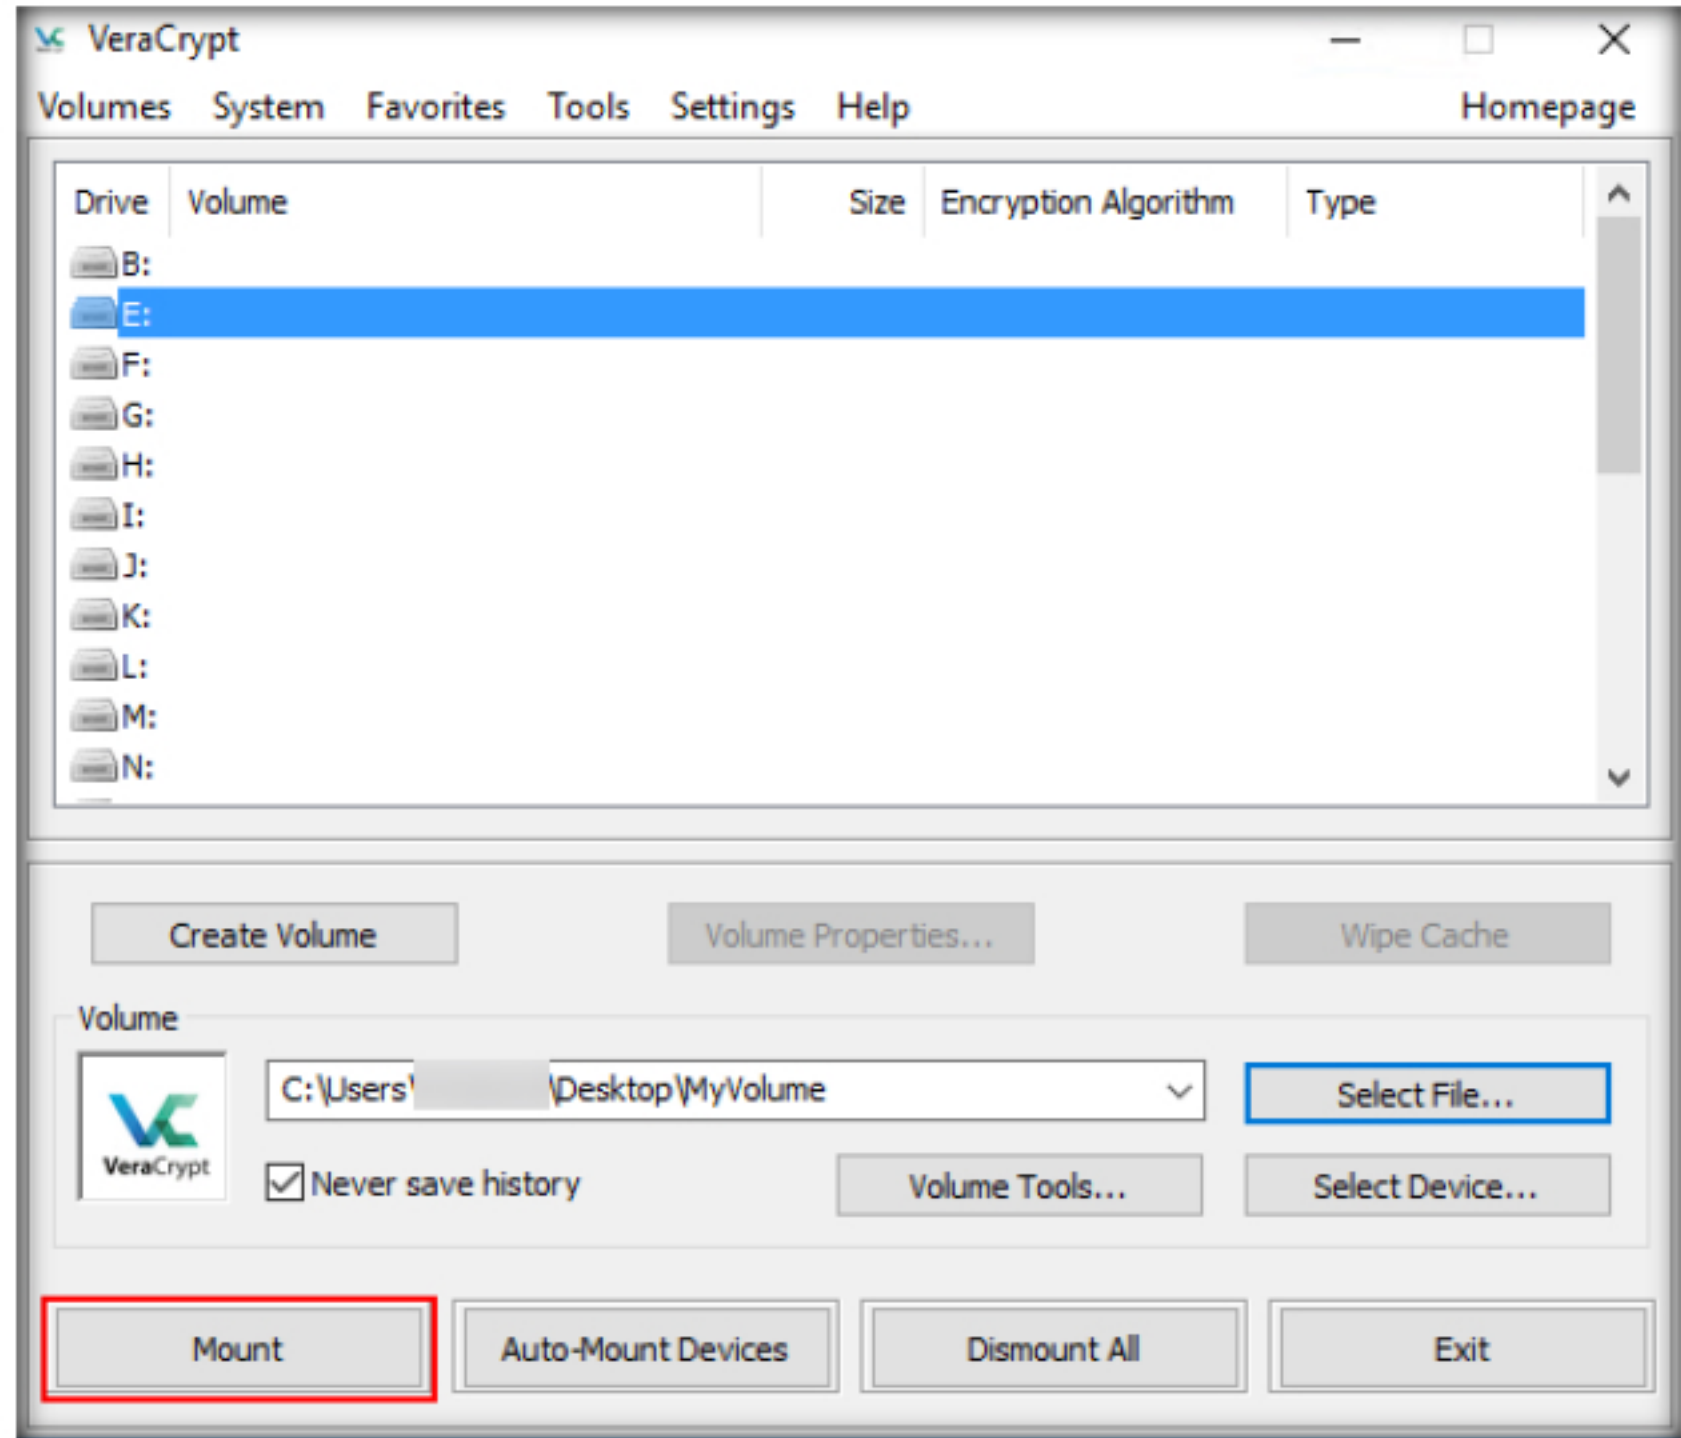 VeraCrypt
Volumes System Favorites Tools Settings Help Homepage
Drive Volume Size Encryption Algorithm Type
B:
E:
F:
G:
H:
I:
J:
K:
L:
M:
N:
Create Volume Volume Properties... Wipe Cache
Volume
C:\Users\ \Desktop\MyVolume Select File...
VeraCrypt
Never save history Volume Tools... Select Device...
Mount Auto-Mount Devices Dismount All Exit